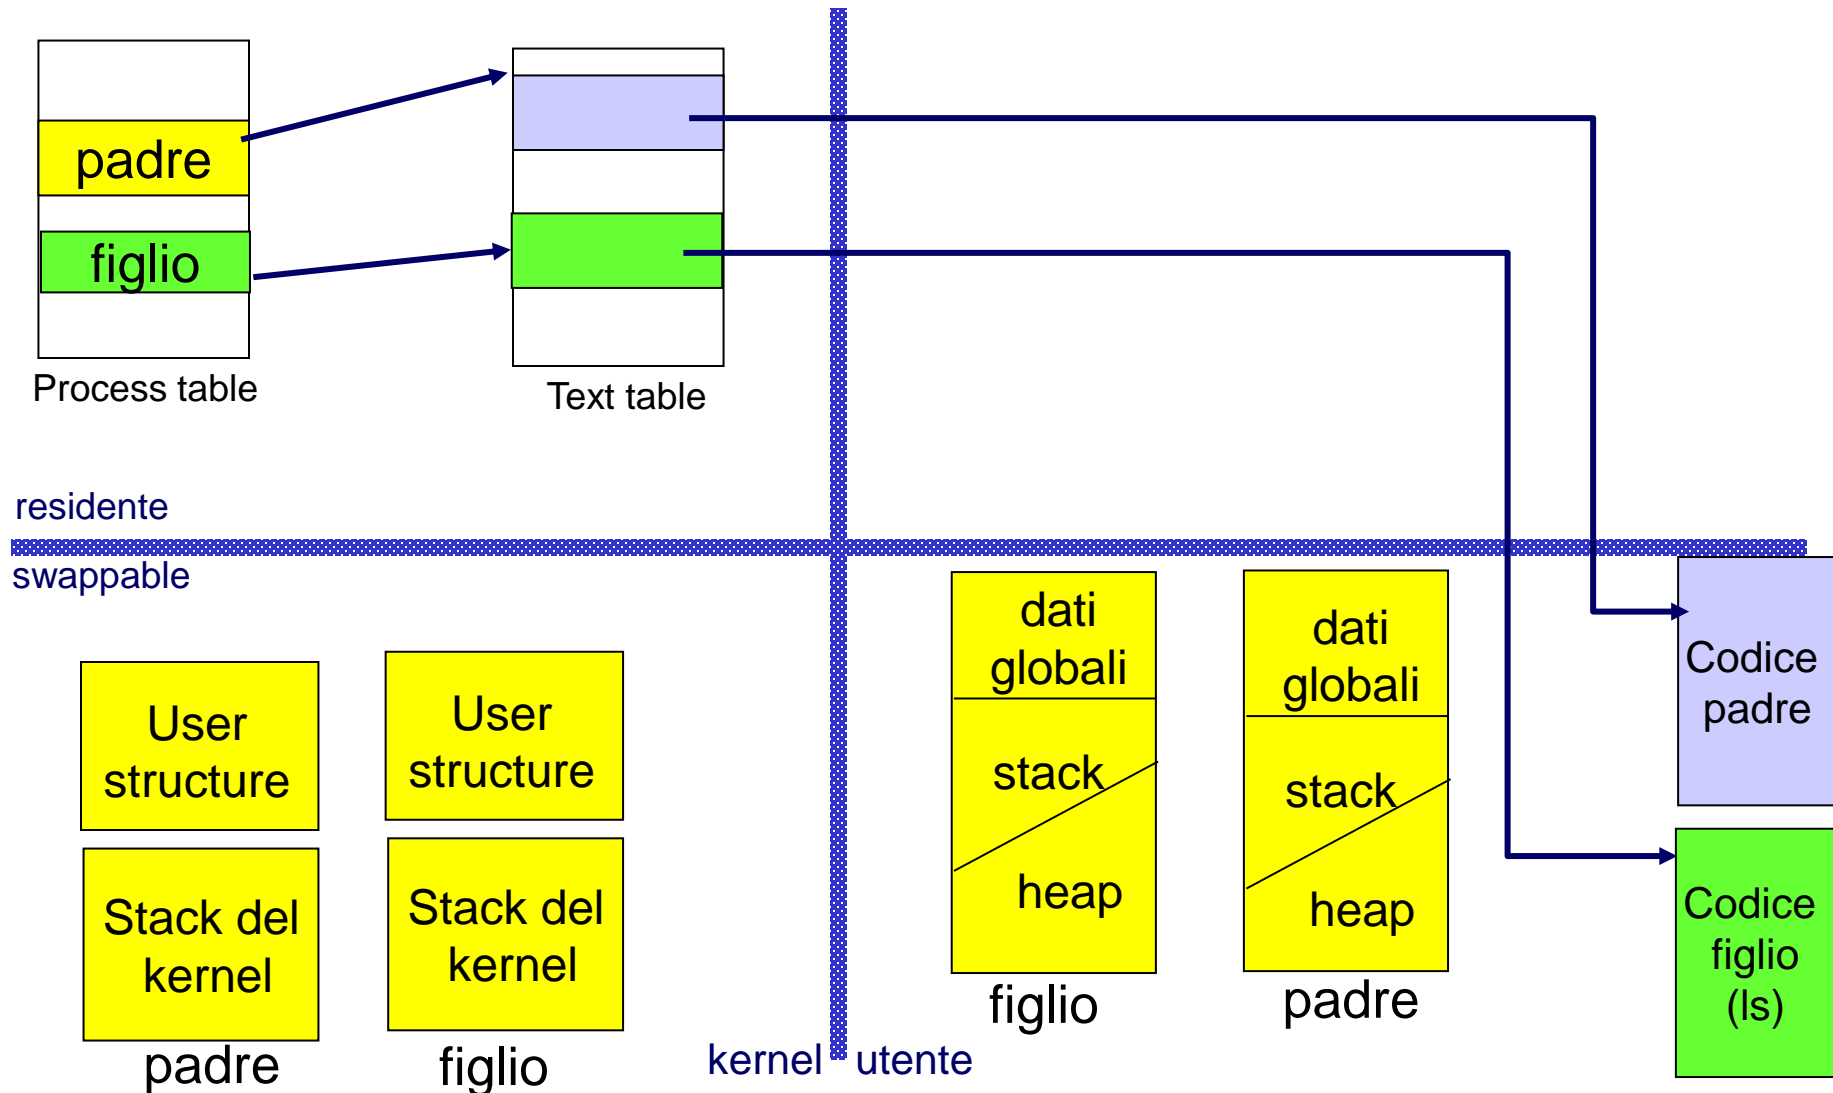 padre
figlio
Process table
Text table
residente
swappable
User
structure
Stack del
kernel
padre
User
structure
Stack del
kernel
figlio
kernel
utente
dati
globali
stack
heap
figlio
dati
globali
stack
heap
padre
Codice
padre
Codice
figlio
(ls)